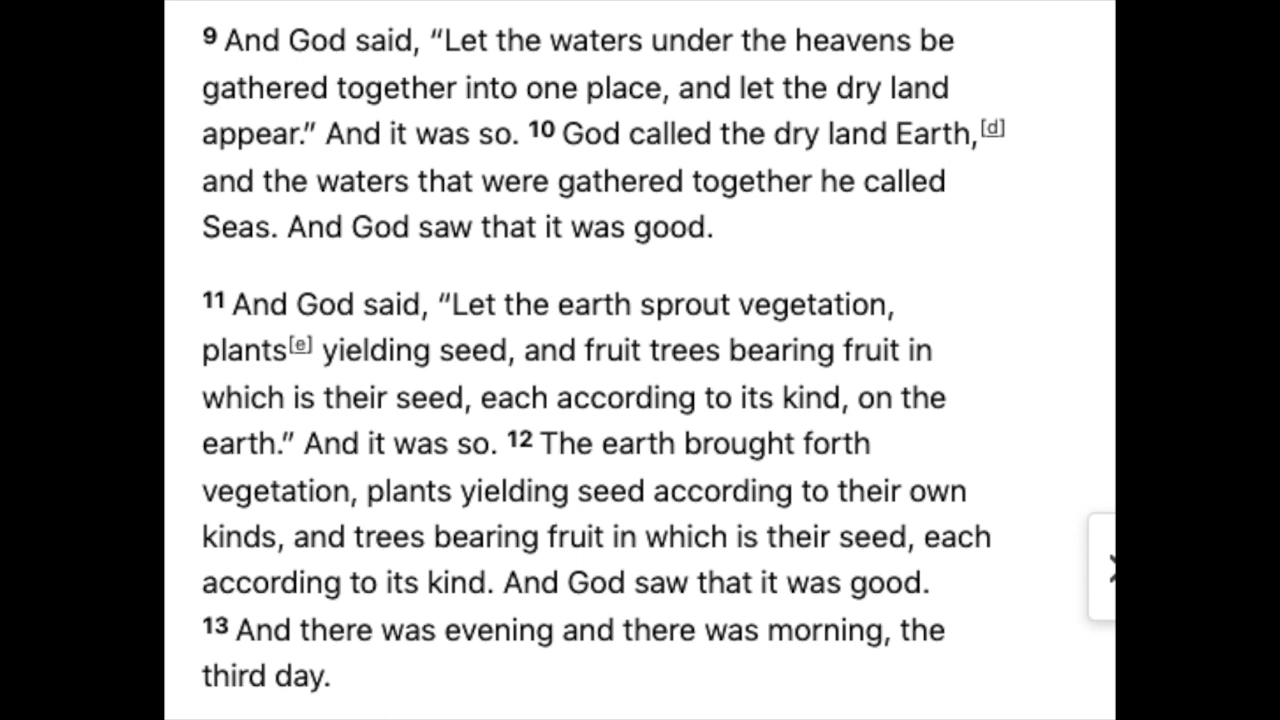 9 And God said, “Let the waters under the heavens be
gathered together into one place, and let the dry land
appear.” And it was so. 10 God called the dry land Earth,[d]
and the waters that were gathered together he called
Seas. And God saw that it was good.
11 And God said, “Let the earth sprout vegetation,
plants[e] yielding seed, and fruit trees bearing fruit in
which is their seed, each according to its kind, on the
earth.” And it was so. 12 The earth brought forth
vegetation, plants yielding seed according to their own
kinds, and trees bearing fruit in which is their seed, each
according to its kind. And God saw that it was good.
13 And there was evening and there was morning, the
third day.